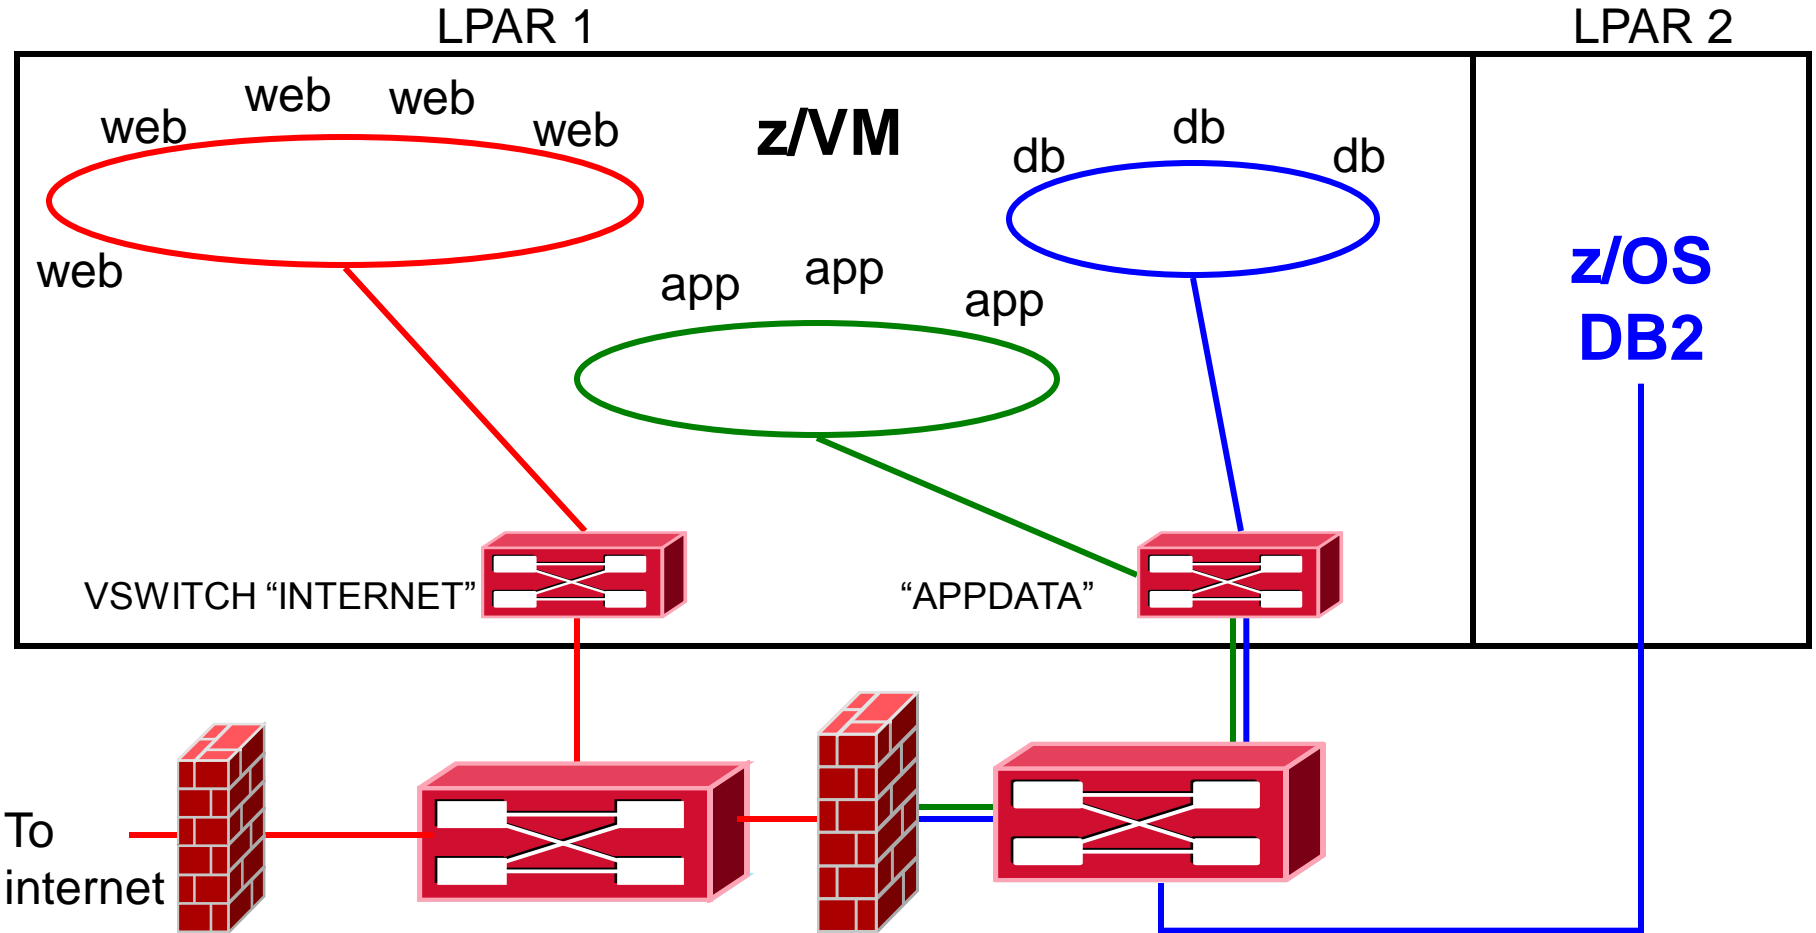 LPAR 1
LPAR 2
web
web
web
web
web
z/VM
db
db
db
app
app
app
z/OS
DB2
VSWITCH “INTERNET”
“APPDATA”
To
internet